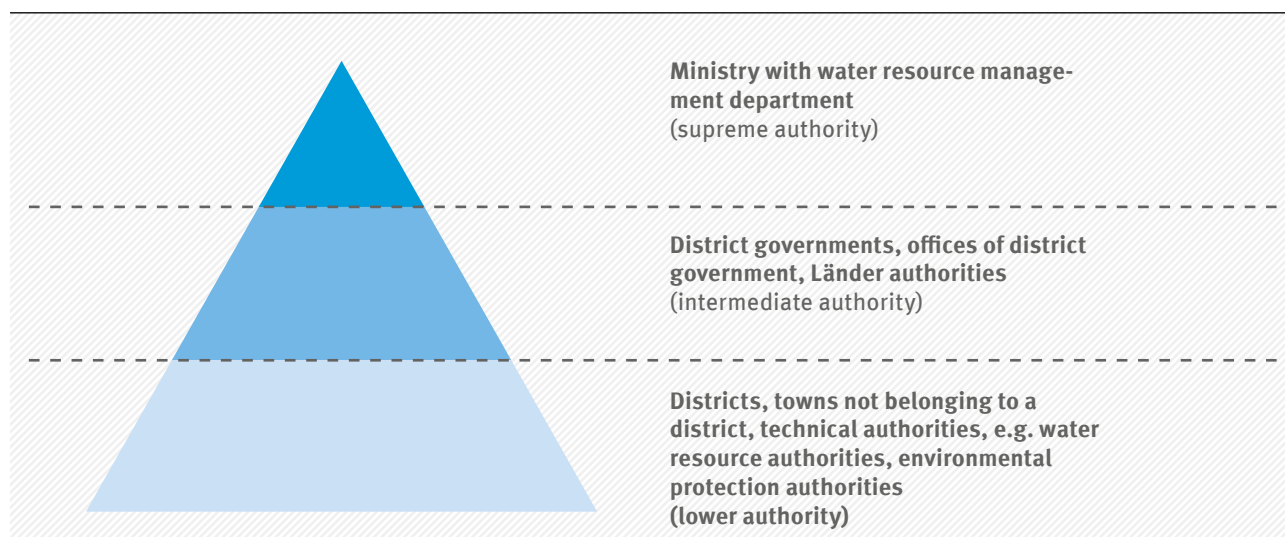 Ministry with water resource manage-
ment department
(supreme authority)
District governments, offices of district
government, Länder authorities
(intermediate authority)
Districts, towns not belonging to a
district, technical authorities, e.g. water
resource authorities, environmental
protection authorities
(lower authority)